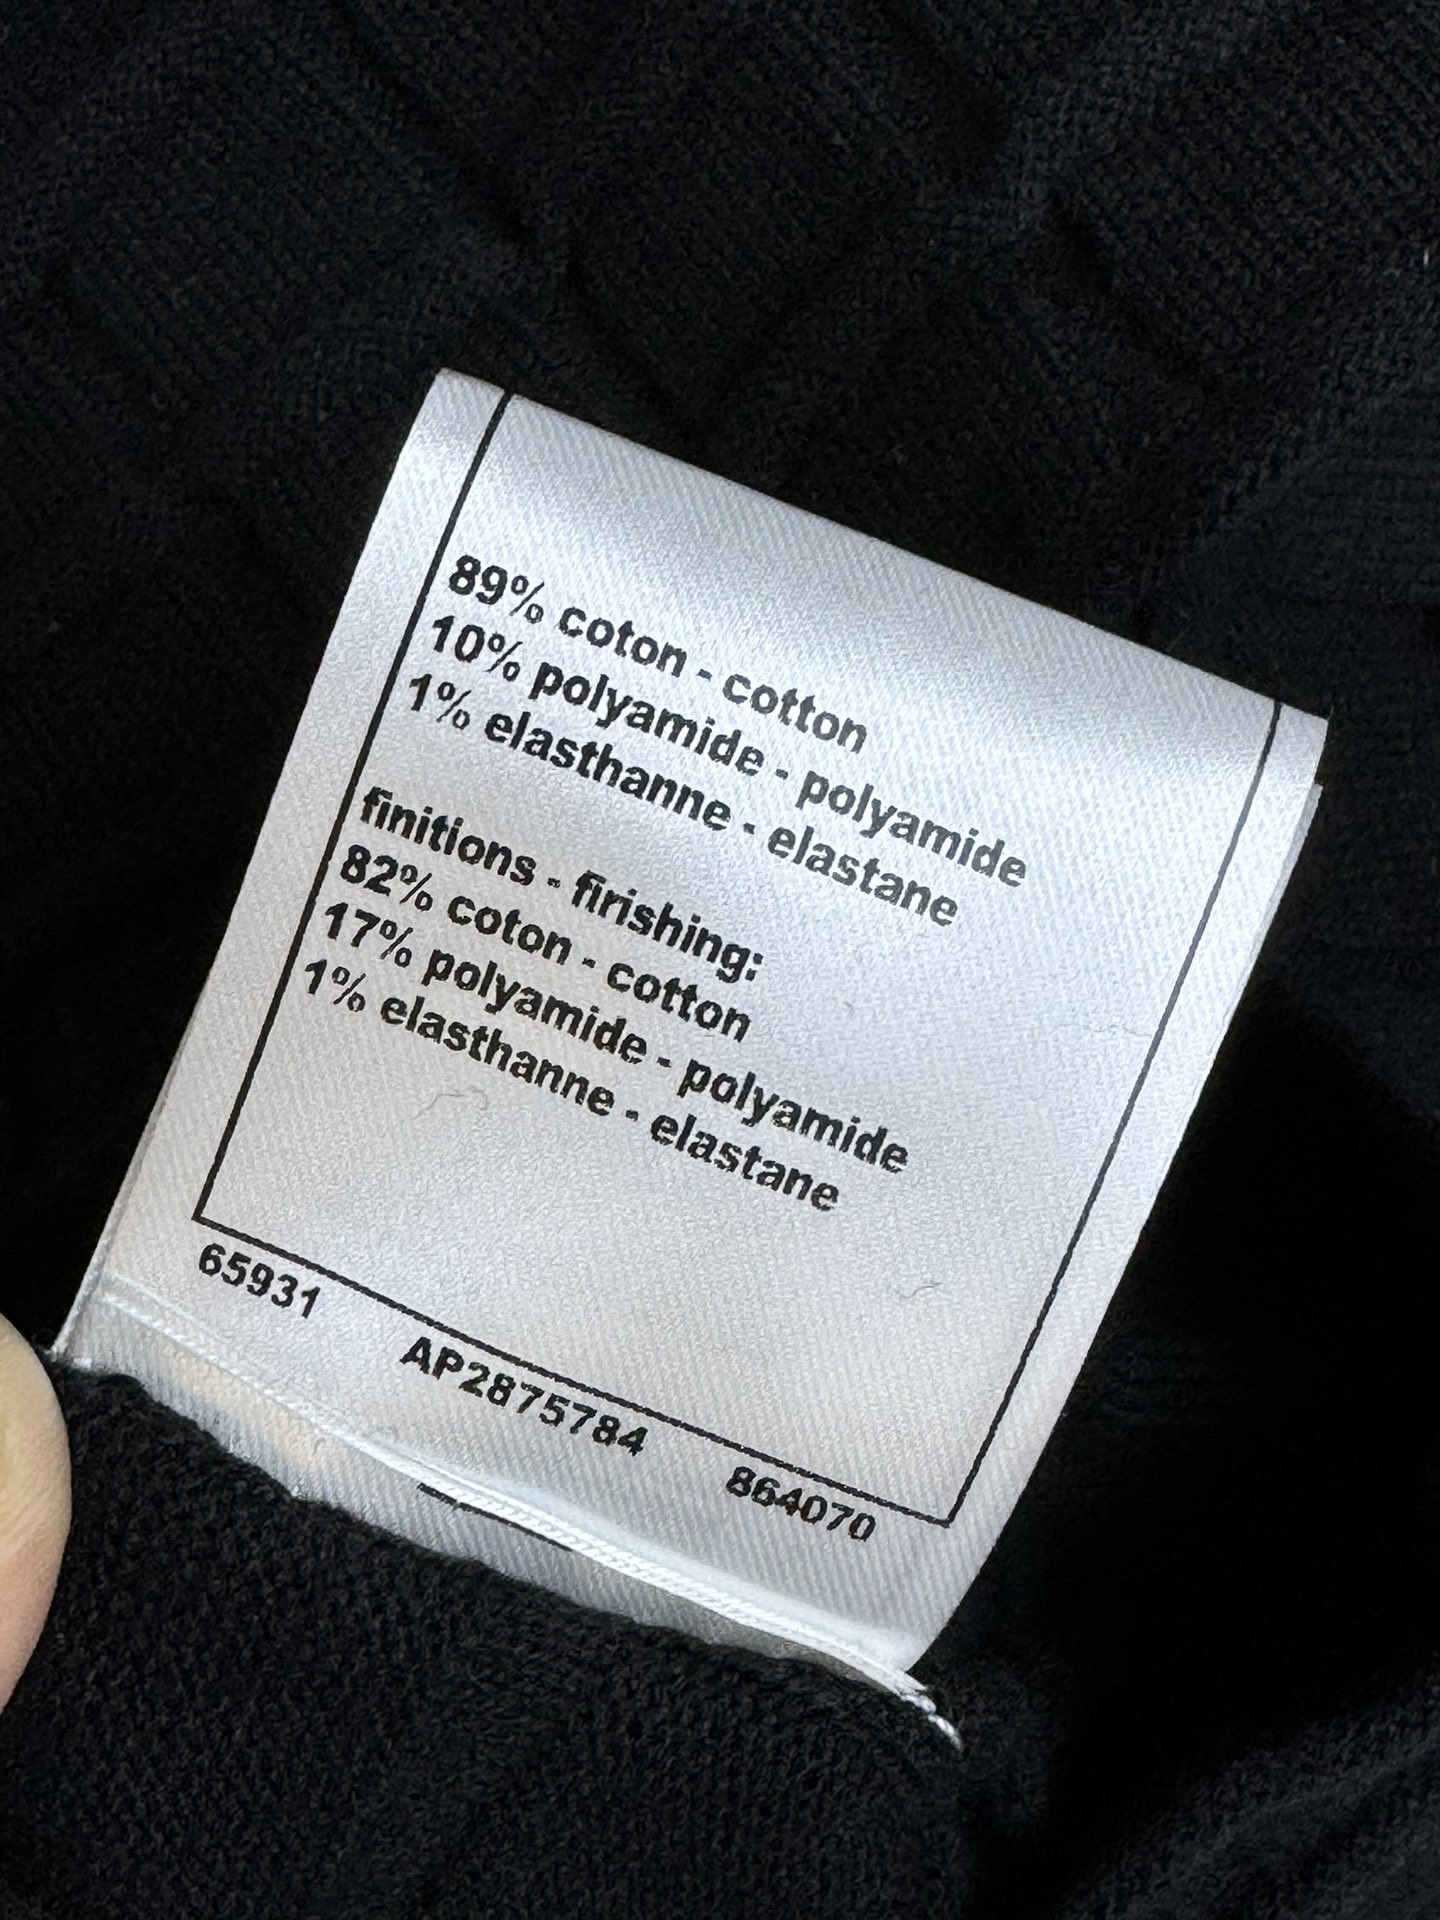 89% coton - cotton
10% polyamide - polyamide
1% elasthanne - elastane
finitions - firishing:
82% coton - cotton
17% polyamide - polyamide
1% elasthanne - elastane
65931 AP2875784 864070